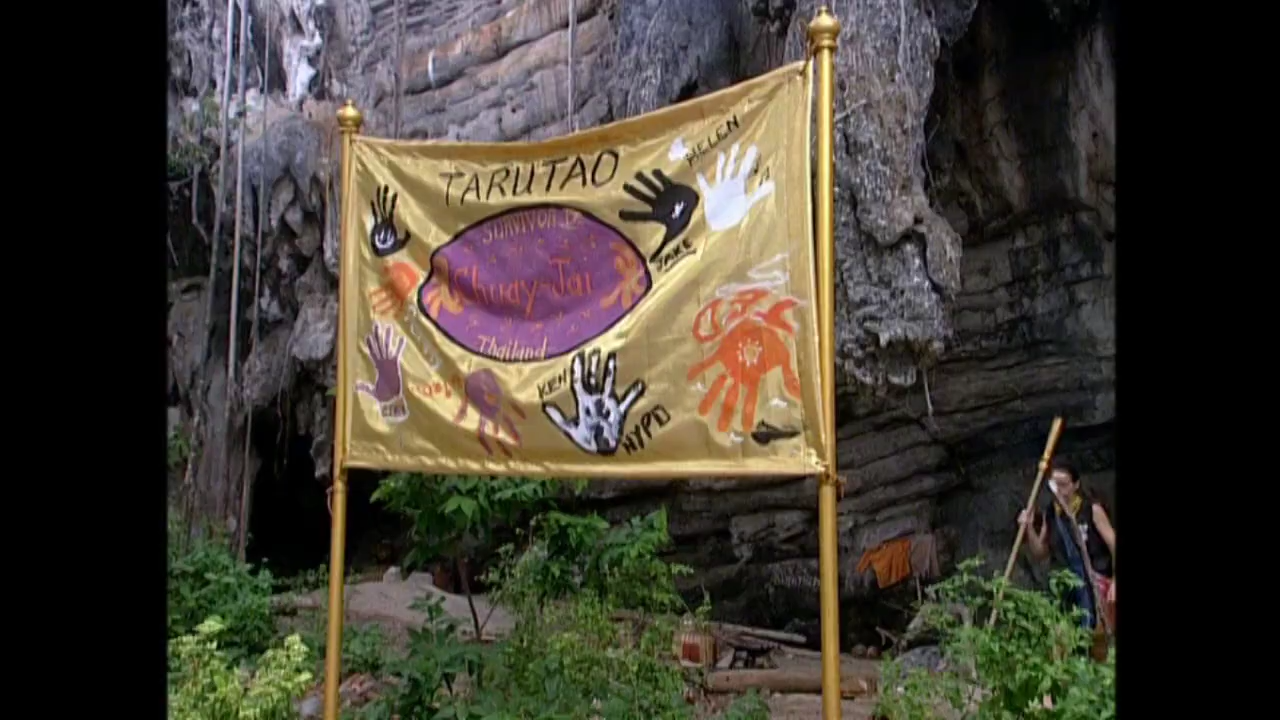 TARUTAO
HELEN
JAKE
SURVIVOR
Chuay-Jai
Thailand
KEN
NYPD